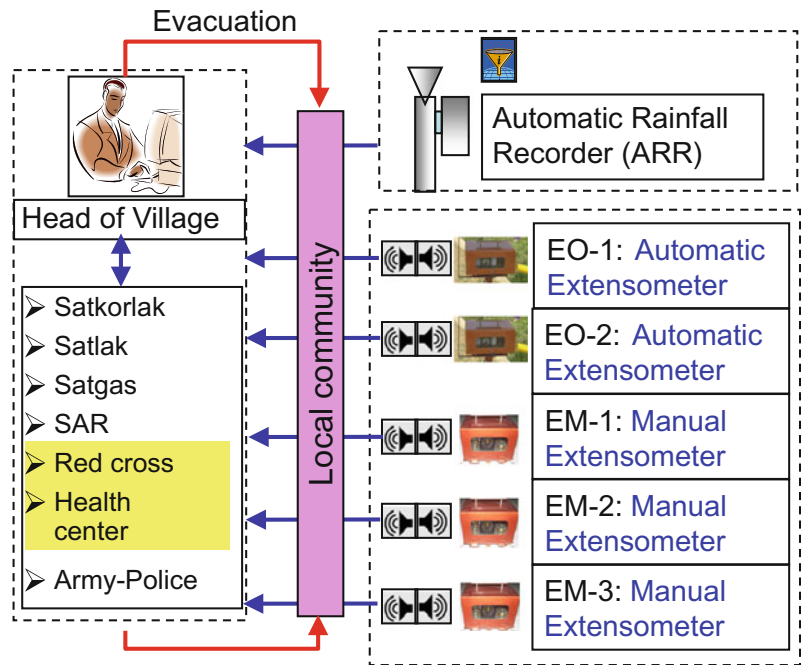 Evacuation
Head of Village
➢ Satkorlak
➢ Satlak
➢ Satgas
➢ SAR
➢ Red cross
➢ Health
center
➢ Army-Police
Local community
Automatic Rainfall
Recorder (ARR)
EO-1: Automatic
Extensometer
EO-2: Automatic
Extensometer
EM-1: Manual
Extensometer
EM-2: Manual
Extensometer
EM-3: Manual
Extensometer